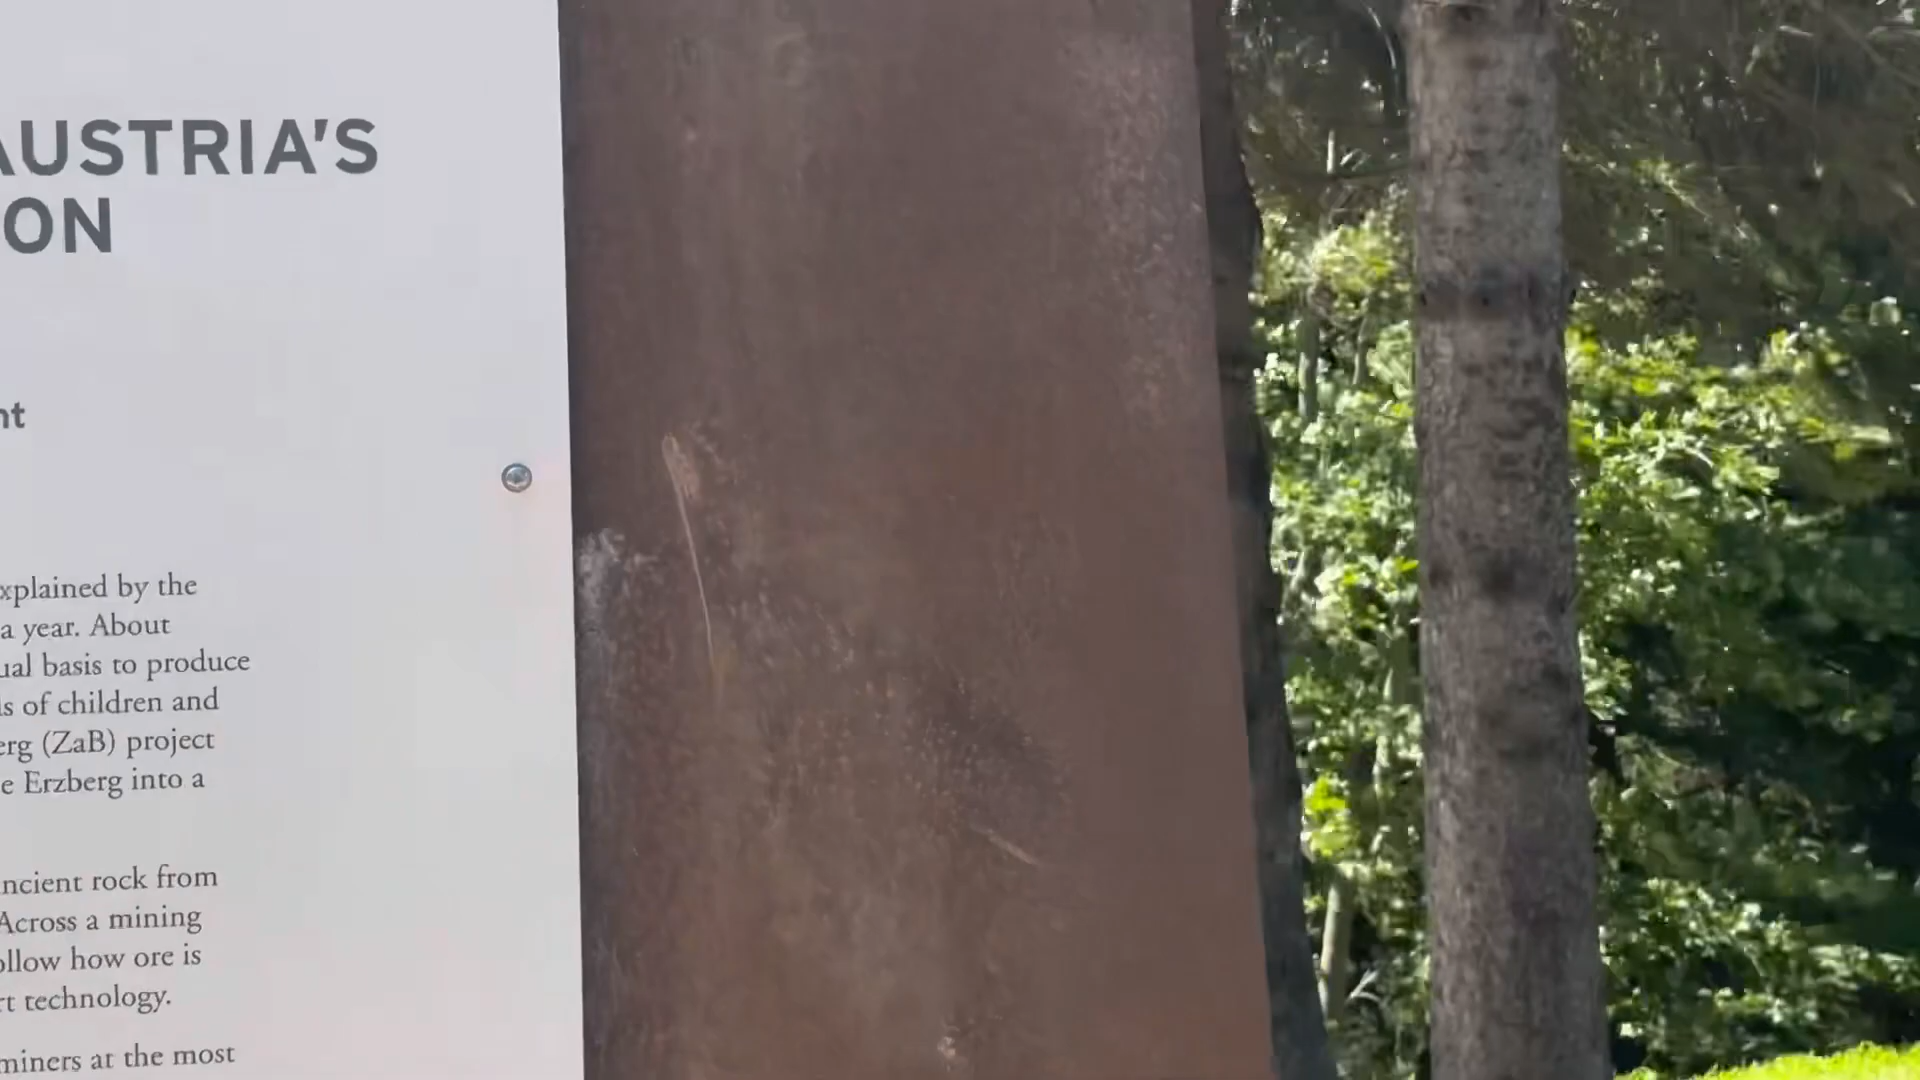 AUSTRIA'S
ON
nt
xplained by the
a year. About
ual basis to produce
s of children and
erg (ZaB) project
e Erzberg into a
ncient rock from
Across a mining
ollow how ore is
rt technology.
miners at the most